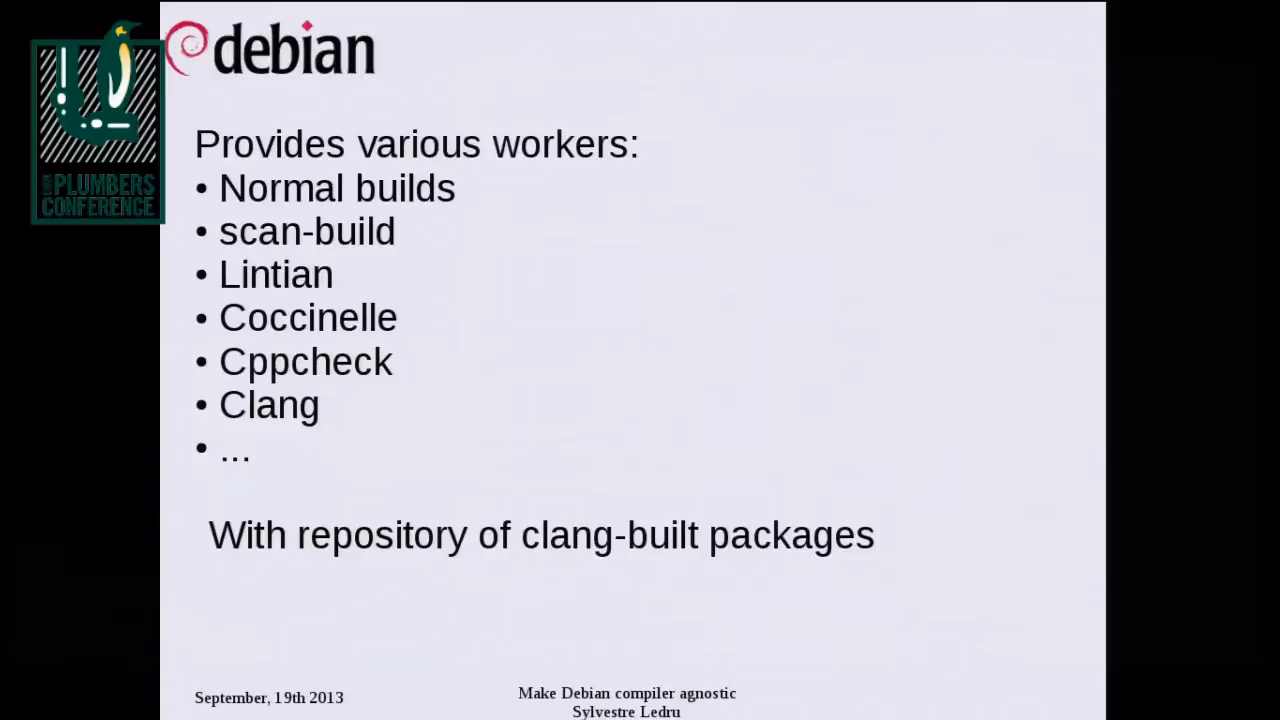 debian
LINUX PLUMBERS
CONFERENCE
Provides various workers:
• Normal builds
• scan-build
• Lintian
• Coccinelle
• Cppcheck
• Clang
• ...
With repository of clang-built packages
September, 19th 2013
Make Debian compiler agnostic
Sylvestre Ledru